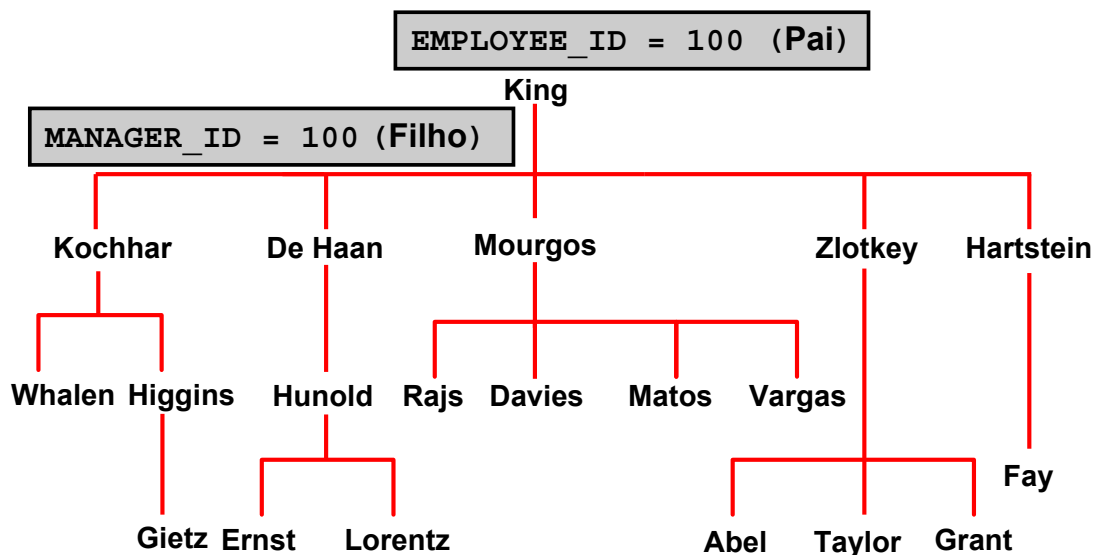 EMPLOYEE_ID = 100 (Pai)
King
MANAGER_ID = 100 (Filho)
Kochhar De Haan Mourgos Zlotkey Hartstein
Whalen Higgins Hunold Rajs Davies Matos Vargas
Fay
Gietz Ernst Lorentz Abel Taylor Grant